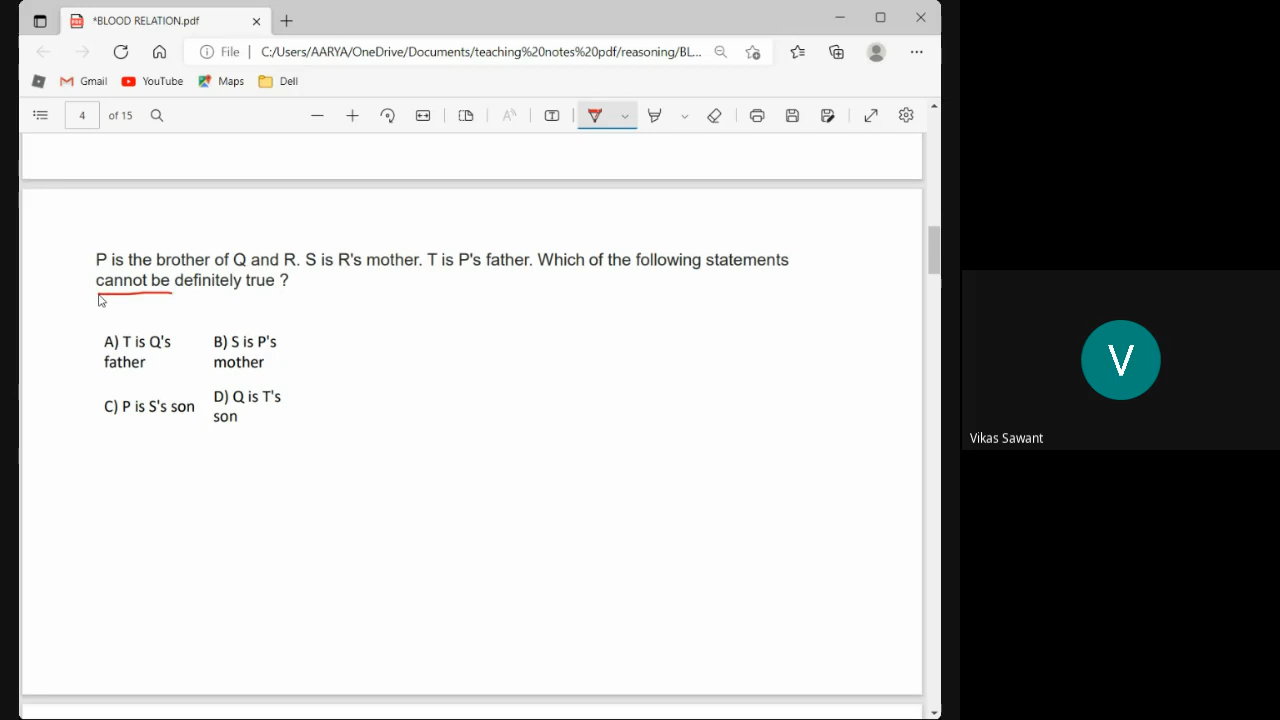 *BLOOD RELATION.pdf
File
C:/Users/AARYA/OneDrive/Documents/teaching%20notes%20pdf/reasoning/BL...
Gmail YouTube Maps Dell
4 of 15
P is the brother of Q and R. S is R's mother. T is P's father. Which of the following statements
cannot be definitely true ?
A) T is Q's
father
B) S is P's
mother
C) P is S's son
D) Q is T's
son
V
Vikas Sawant